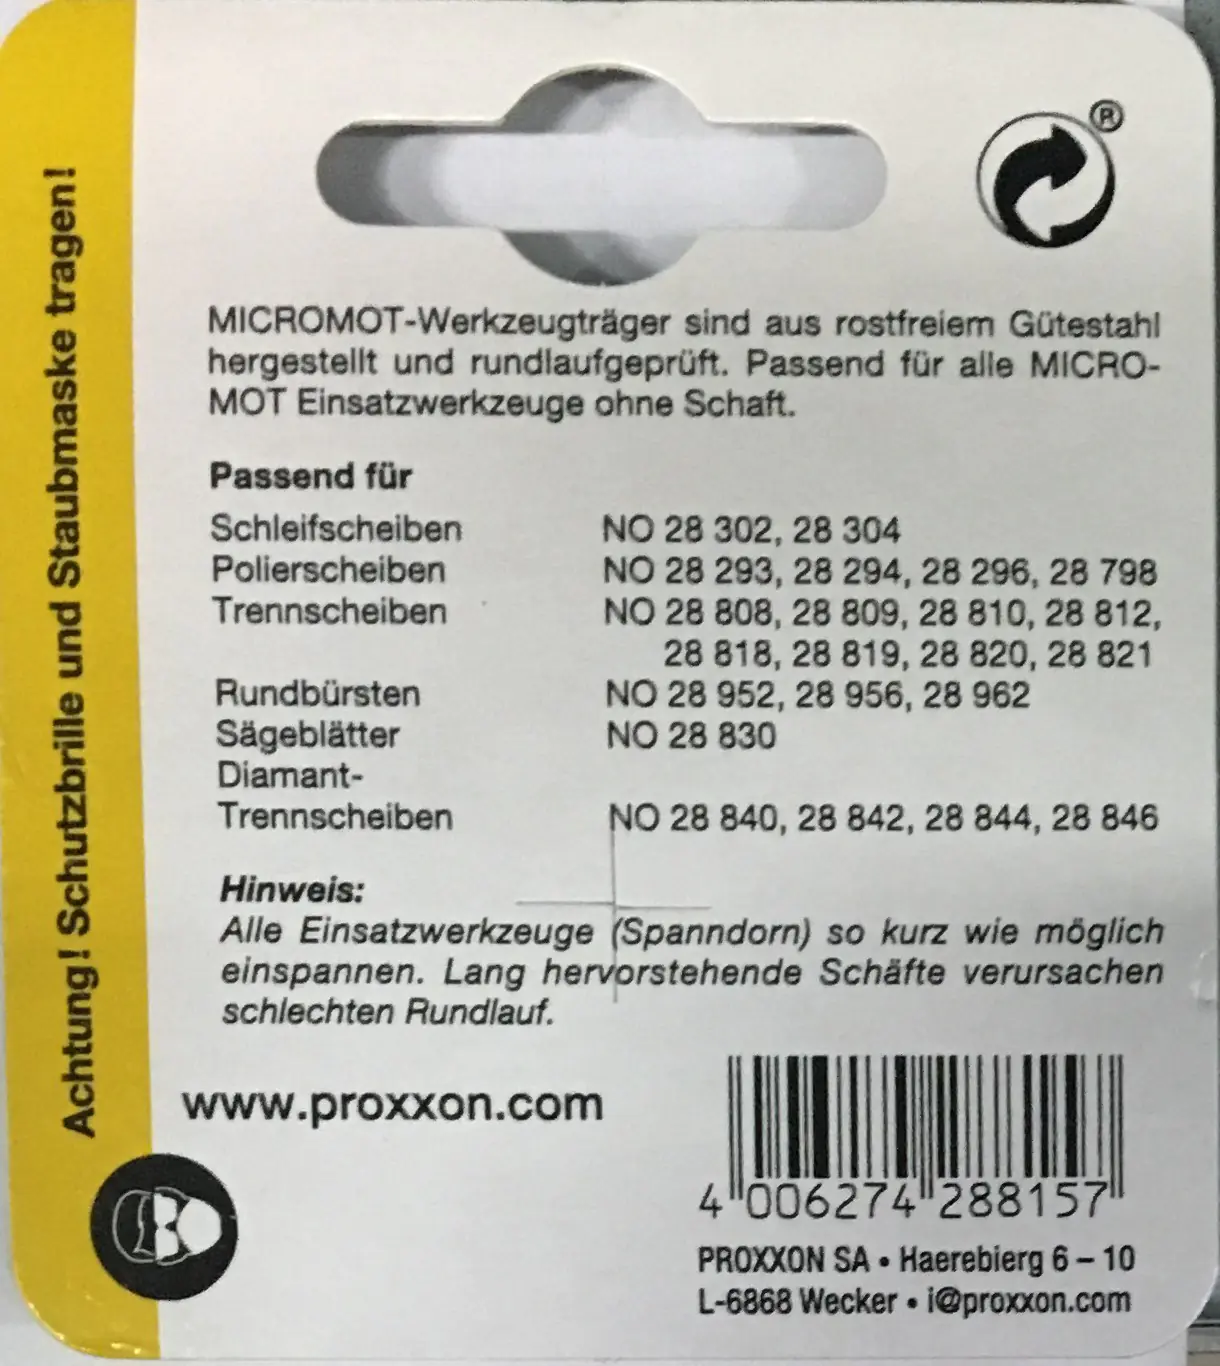 Achtung! Schutzbrille und Staubmaske tragen!
®
MICROMOT-Werkzeugträger sind aus rostfreiem Gütestahl
hergestellt und rundlaufgeprüft. Passend für alle MICRO-
MOT Einsatzwerkzeuge ohne Schaft.
Passend für
Schleifscheiben NO 28 302, 28 304
Polierscheiben NO 28 293, 28 294, 28 296, 28 798
Trennscheiben NO 28 808, 28 809, 28 810, 28 812,
28 818, 28 819, 28 820, 28 821
Rundbürsten NO 28 952, 28 956, 28 962
Sägeblätter NO 28 830
Diamant-
Trennscheiben NO 28 840, 28 842, 28 844, 28 846
Hinweis:
Alle Einsatzwerkzeuge (Spanndorn) so kurz wie möglich
einspannen. Lang hervorstehende Schäfte verursachen
schlechten Rundlauf.
www.proxxon.com
4 006274 288157
PROXXON SA • Haerebierg 6 – 10
L-6868 Wecker • i@proxxon.com